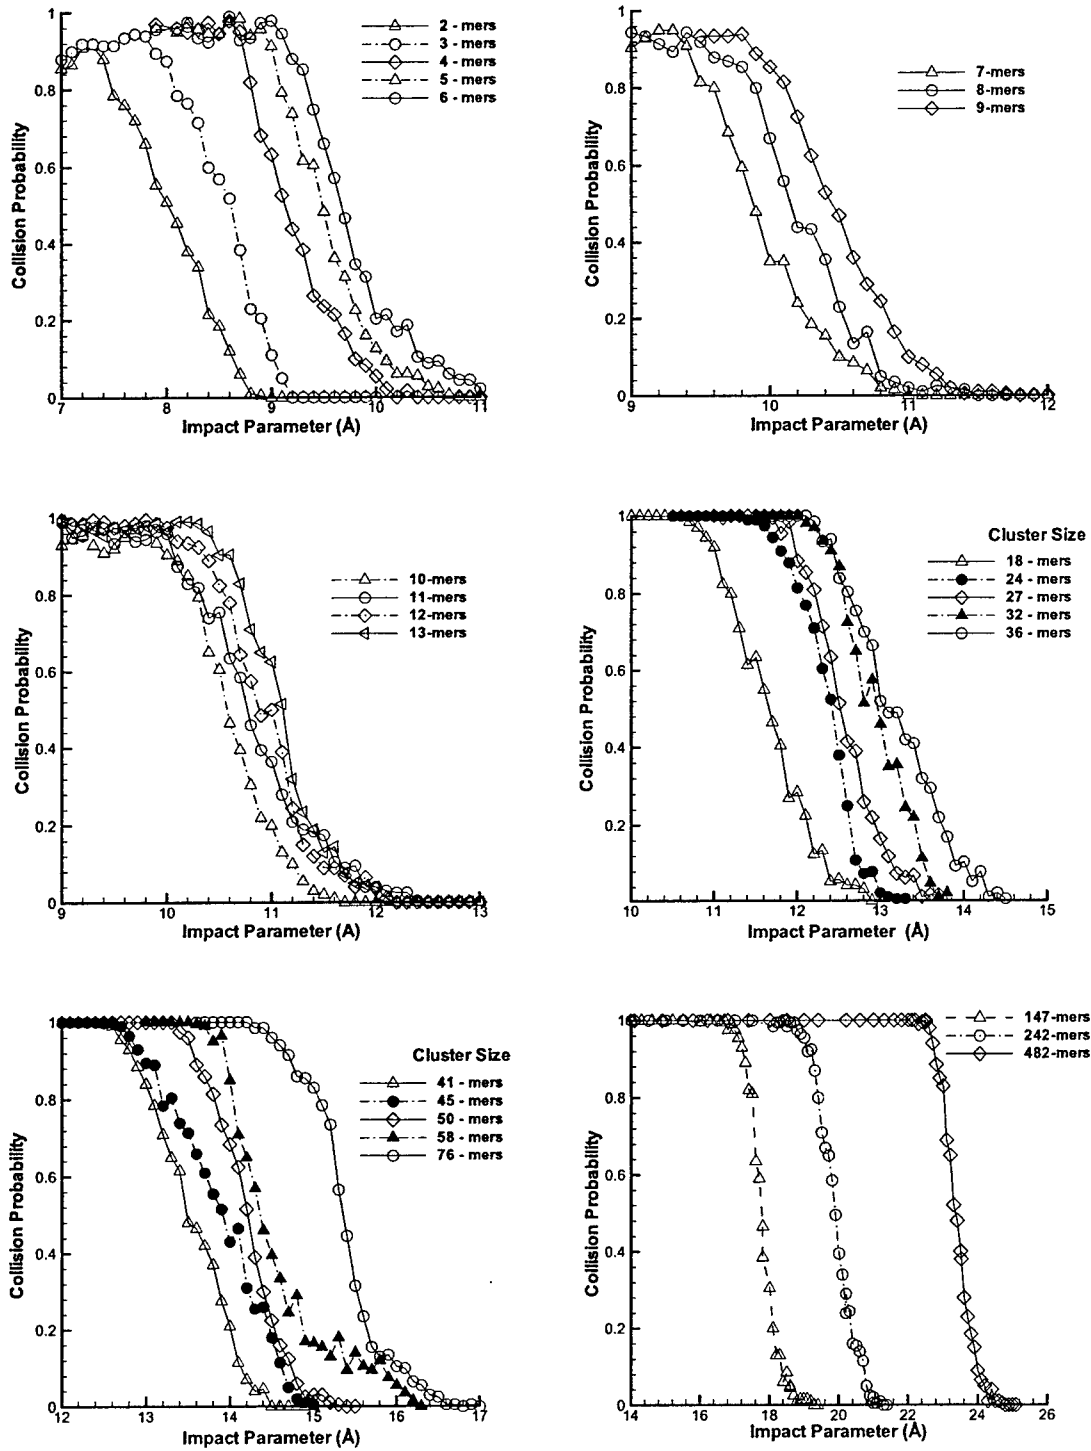 1
0.8
0.6
0.4
0.2
0
7
8
9
10
11
Collision Probability
Impact Parameter (Å)
2 - mers
3 - mers
4 - mers
5 - mers
6 - mers
1
0.8
0.6
0.4
0.2
0
9
10
11
12
Collision Probability
Impact Parameter (A)
7-mers
8-mers
9-mers
1
0.8
0.6
0.4
0.2
0
9
10
11
12
13
Collision Probability
Impact Parameter (A)
10-mers
11-mers
12-mers
13-mers
1
0.8
0.6
0.4
0.2
0
10
11
12
13
14
15
Collision Probability
Impact Parameter (Å)
Cluster Size
18 - mers
24 - mers
27 - mers
32 - mers
36 - mers
1
0.8
0.6
0.4
0.2
0
12
13
14
15
16
17
Collision Probability
Impact Parameter (Å)
Cluster Size
41 - mers
45 - mers
50 - mers
58 - mers
76 - mers
1
0.8
0.6
0.4
0.2
0
14
16
18
20
22
24
26
Collision Probability
Impact Parameter (Å)
147-mers
242-mers
482-mers